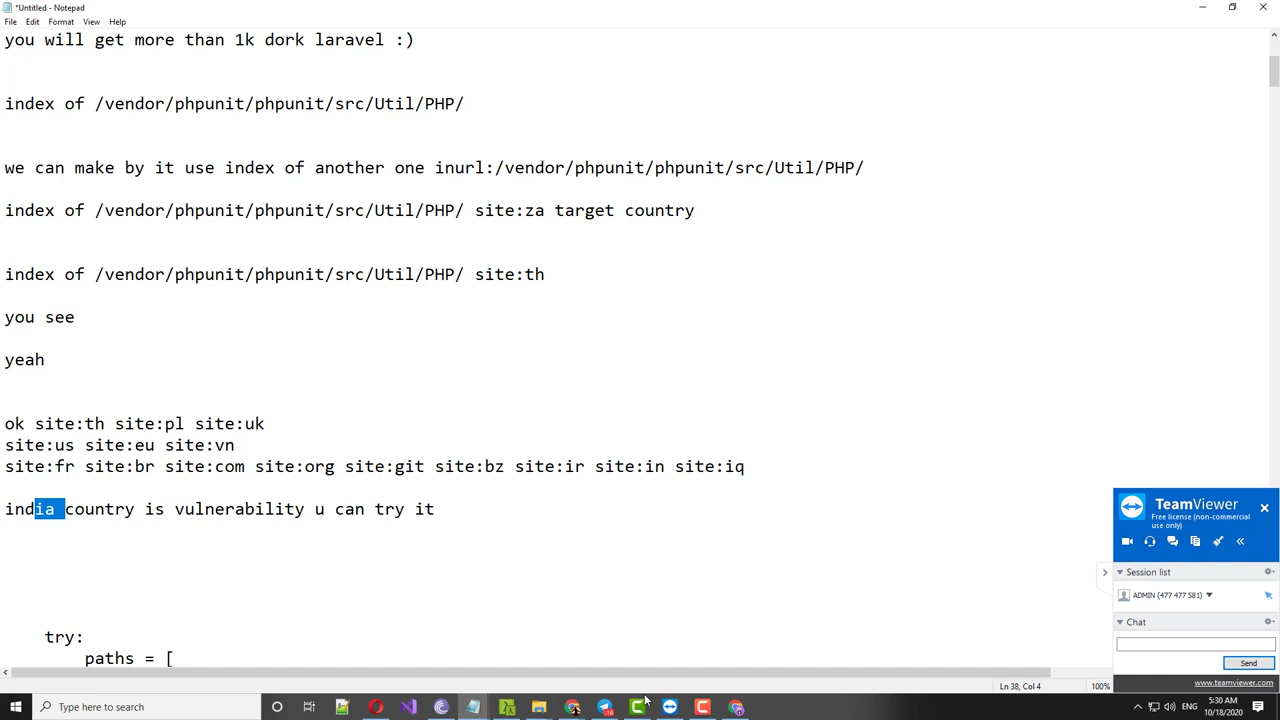 *Untitled - Notepad
File Edit Format View Help
you will get more than 1k dork laravel :)
index of /vendor/phpunit/phpunit/src/Util/PHP/
we can make by it use index of another one inurl:/vendor/phpunit/phpunit/src/Util/PHP/
index of /vendor/phpunit/phpunit/src/Util/PHP/ site:za target country
index of /vendor/phpunit/phpunit/src/Util/PHP/ site:th
you see
yeah
ok site:th site:pl site:uk
site:us site:eu site:vn
site:fr site:br site:com site:org site:git site:bz site:ir site:in site:iq
india country is vulnerability u can try it
try:
paths = [
TeamViewer
Free license (non-commercial
use only)
Session list
ADMIN (477 477 581)
Chat
Send
www.teamviewer.com
Ln 38, Col 4
100%
Type here to search
ENG
5:30 AM
10/18/2020